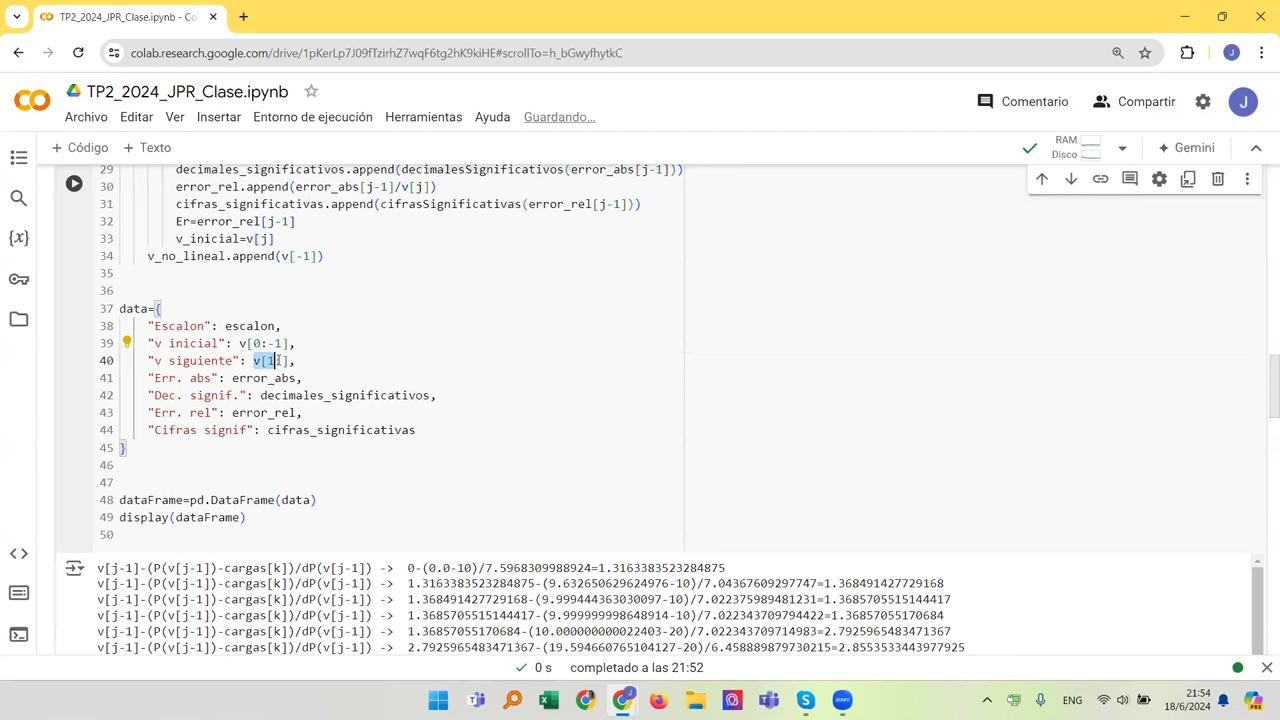 TP2_2024_JPR_Clase.ipynb - Col
colab.research.google.com/drive/1pKerLp7J09fTzirhZ7wqF6tg2hK9kiHE#scrollTo=h_bGwyfhytkC
J
TP2_2024_JPR_Clase.ipynb
Comentario
Compartir
J
Archivo Editar Ver Insertar Entorno de ejecución Herramientas Ayuda Guardando...
+ Código + Texto
RAM
Disco
Gemini
29 decimales_significativos.append(decimalesSignificativos(error_abs[j-1]))
30 error_rel.append(error_abs[j-1]/v[j])
31 cifras_significativas.append(cifrasSignificativas(error_rel[j-1]))
32 Er=error_rel[j-1]
33 v_inicial=v[j]
34 v_no_lineal.append(v[-1])
35
36
37 data={
38 "Escalon": escalon,
39 "v inicial": v[0:-1],
40 "v siguiente": v[1:],
41 "Err. abs": error_abs,
42 "Dec. signif.": decimales_significativos,
43 "Err. rel": error_rel,
44 "Cifras signif": cifras_significativas
45 }
46
47
48 dataFrame=pd.DataFrame(data)
49 display(dataFrame)
50
v[j-1]-(P(v[j-1])-cargas[k])/dP(v[j-1]) -> 0-(0.0-10)/7.5968309988924=1.3163383523284875
v[j-1]-(P(v[j-1])-cargas[k])/dP(v[j-1]) -> 1.3163383523284875-(9.632650629624976-10)/7.04367609297747=1.368491427729168
v[j-1]-(P(v[j-1])-cargas[k])/dP(v[j-1]) -> 1.368491427729168-(9.999444363030097-10)/7.022375989481231=1.3685705515144417
v[j-1]-(P(v[j-1])-cargas[k])/dP(v[j-1]) -> 1.3685705515144417-(9.999999998648914-10)/7.022343709794422=1.36857055170684
v[j-1]-(P(v[j-1])-cargas[k])/dP(v[j-1]) -> 1.36857055170684-(10.000000000022403-20)/7.022343709714983=2.7925965483471367
v[j-1]-(P(v[j-1])-cargas[k])/dP(v[j-1]) -> 2.7925965483471367-(19.594660765104127-20)/6.458889879730215=2.8553533443977925
0 s completado a las 21:52
ENG
21:54
18/6/2024